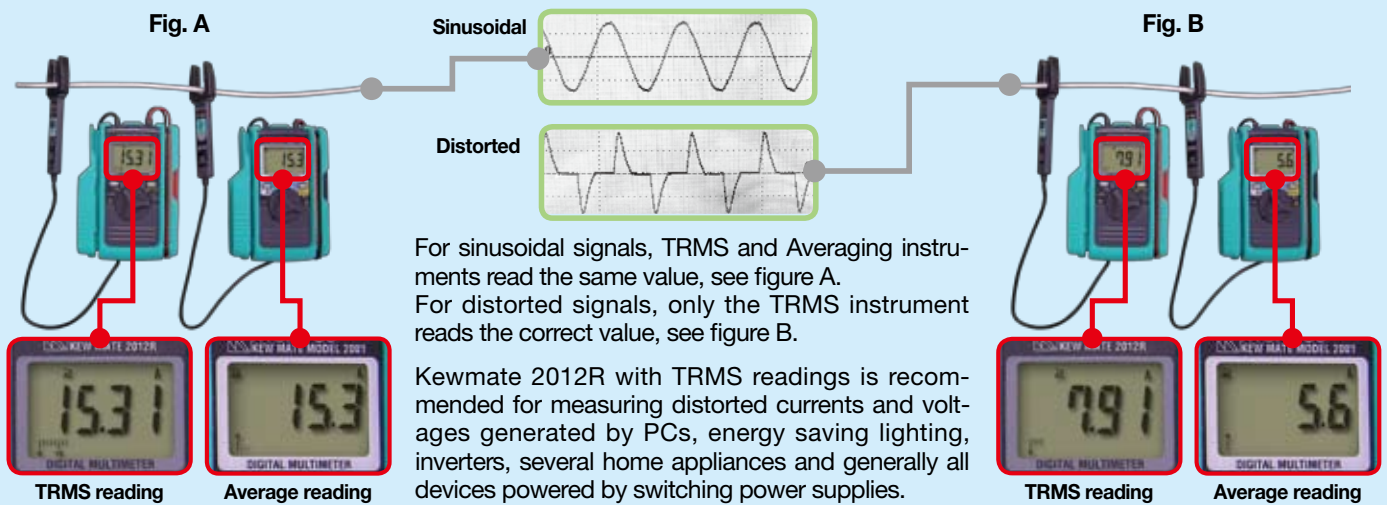 Fig. A
Sinusoidal
Fig. B
Distorted
15.31
15.3
7.91
5.6
For sinusoidal signals, TRMS and Averaging instru-
ments read the same value, see figure A.
For distorted signals, only the TRMS instrument
reads the correct value, see figure B.
Kewmate 2012R with TRMS readings is recom-
mended for measuring distorted currents and volt-
ages generated by PCs, energy saving lighting,
inverters, several home appliances and generally all
devices powered by switching power supplies.
KEW MATE 2012R
15.31
A
DIGITAL MULTIMETER
TRMS reading
KEW MATE MODEL 2001
15.3
A
DIGITAL MULTIMETER
Average reading
KEW MATE 2012R
7.91
A
DIGITAL MULTIMETER
TRMS reading
KEW MATE MODEL 2001
5.6
A
DIGITAL MULTIMETER
Average reading